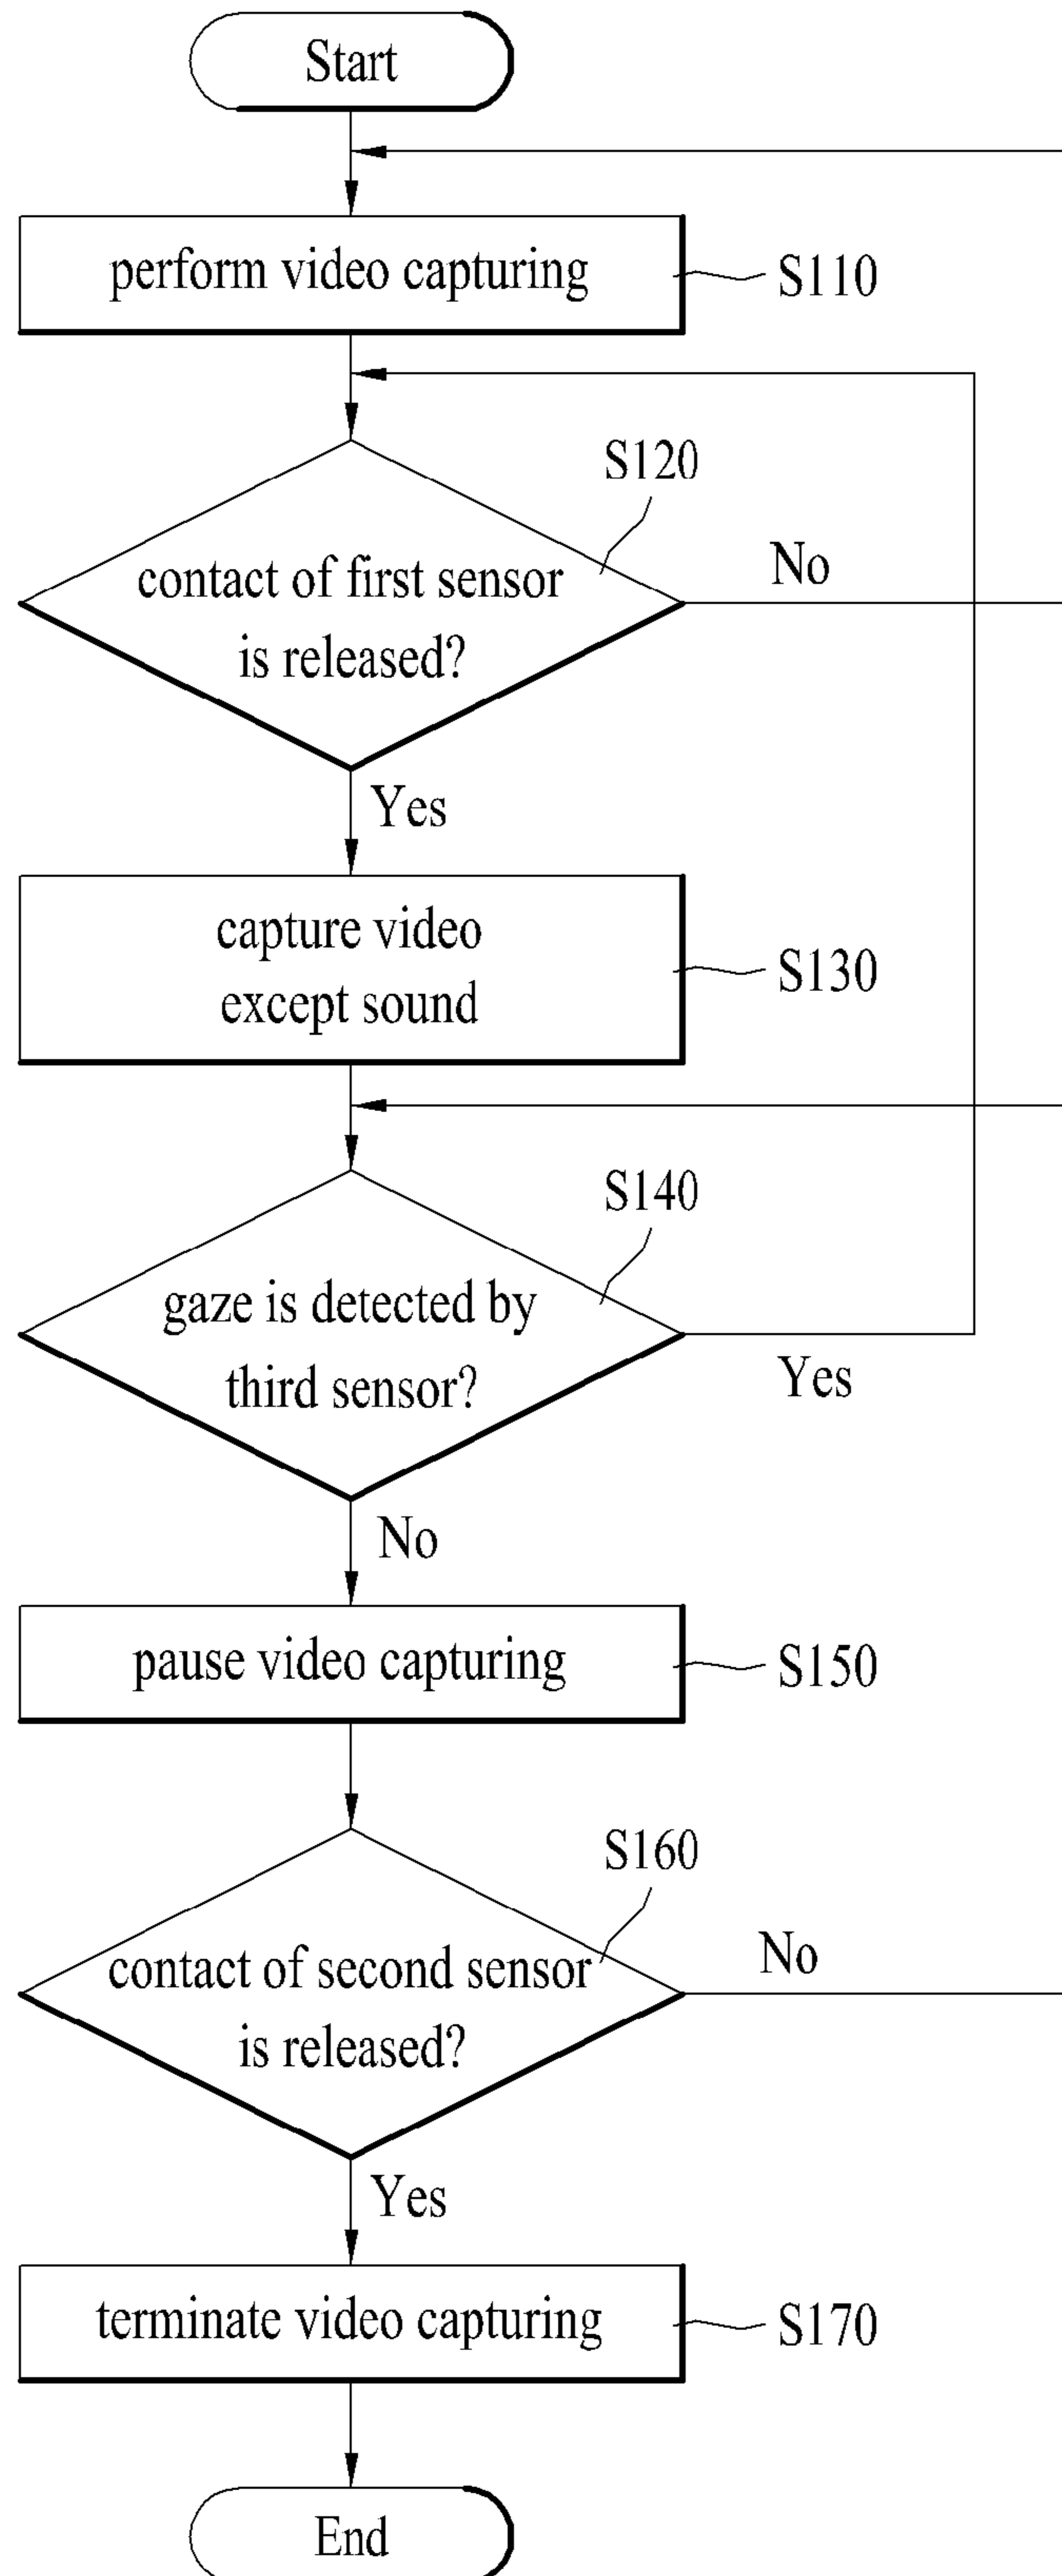 Start
perform video capturing
S110
S120
contact of first sensor
is released?
No
Yes
capture video
except sound
S130
S140
gaze is detected by
third sensor?
Yes
No
pause video capturing
S150
S160
contact of second sensor
is released?
No
Yes
terminate video capturing
S170
End